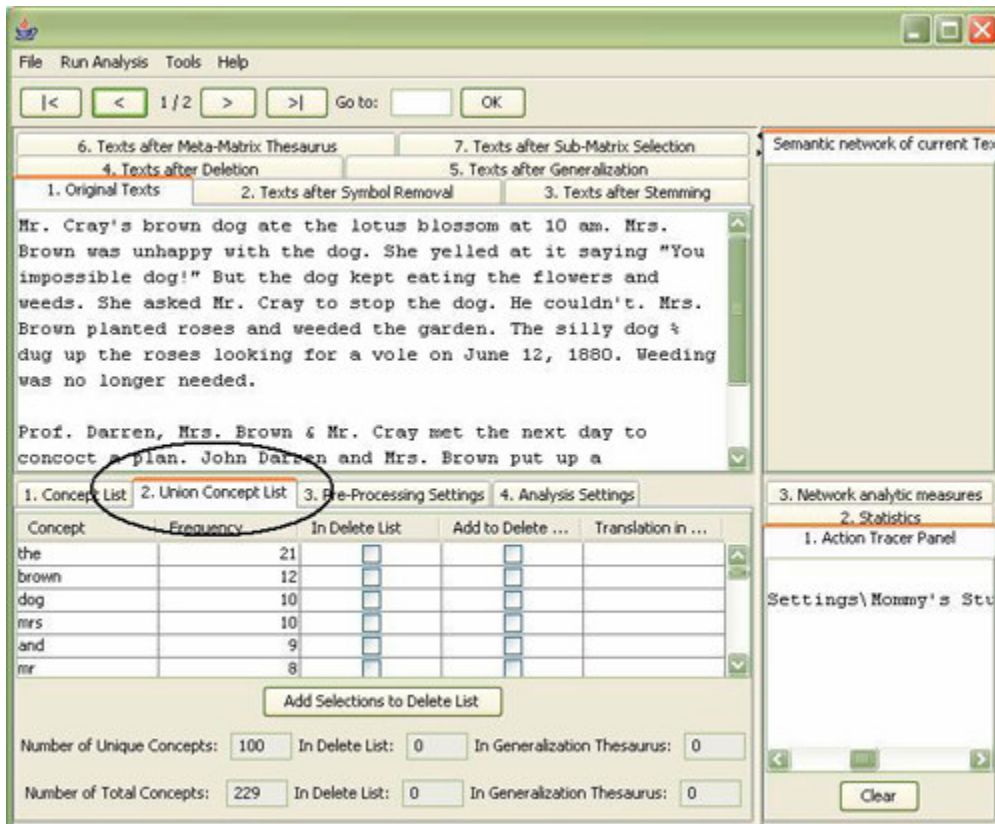 File Run Analysis Tools Help
|< < 1 / 2 > >| Go to: OK
6. Texts after Meta-Matrix Thesaurus 7. Texts after Sub-Matrix Selection
4. Texts after Deletion 5. Texts after Generalization
1. Original Texts 2. Texts after Symbol Removal 3. Texts after Stemming
Mr. Cray's brown dog ate the lotus blossom at 10 am. Mrs.
Brown was unhappy with the dog. She yelled at it saying "You
impossible dog!" But the dog kept eating the flowers and
weeds. She asked Mr. Cray to stop the dog. He couldn't. Mrs.
Brown planted roses and weeded the garden. The silly dog %
dug up the roses looking for a vole on June 12, 1880. Weeding
was no longer needed.
Prof. Darren, Mrs. Brown & Mr. Cray met the next day to
concoct a plan. John Darren and Mrs. Brown put up a
1. Concept List 2. Union Concept List 3. Pre-Processing Settings 4. Analysis Settings
Concept Frequency In Delete List Add to Delete ... Translation in ...
the 21
brown 12
dog 10
mrs 10
and 9
mr 8
Add Selections to Delete List
Number of Unique Concepts: 100 In Delete List: 0 In Generalization Thesaurus: 0
Number of Total Concepts: 229 In Delete List: 0 In Generalization Thesaurus: 0
Semantic network of current Tex
3. Network analytic measures
2. Statistics
1. Action Tracer Panel
Settings\Mommy's Stu
Clear